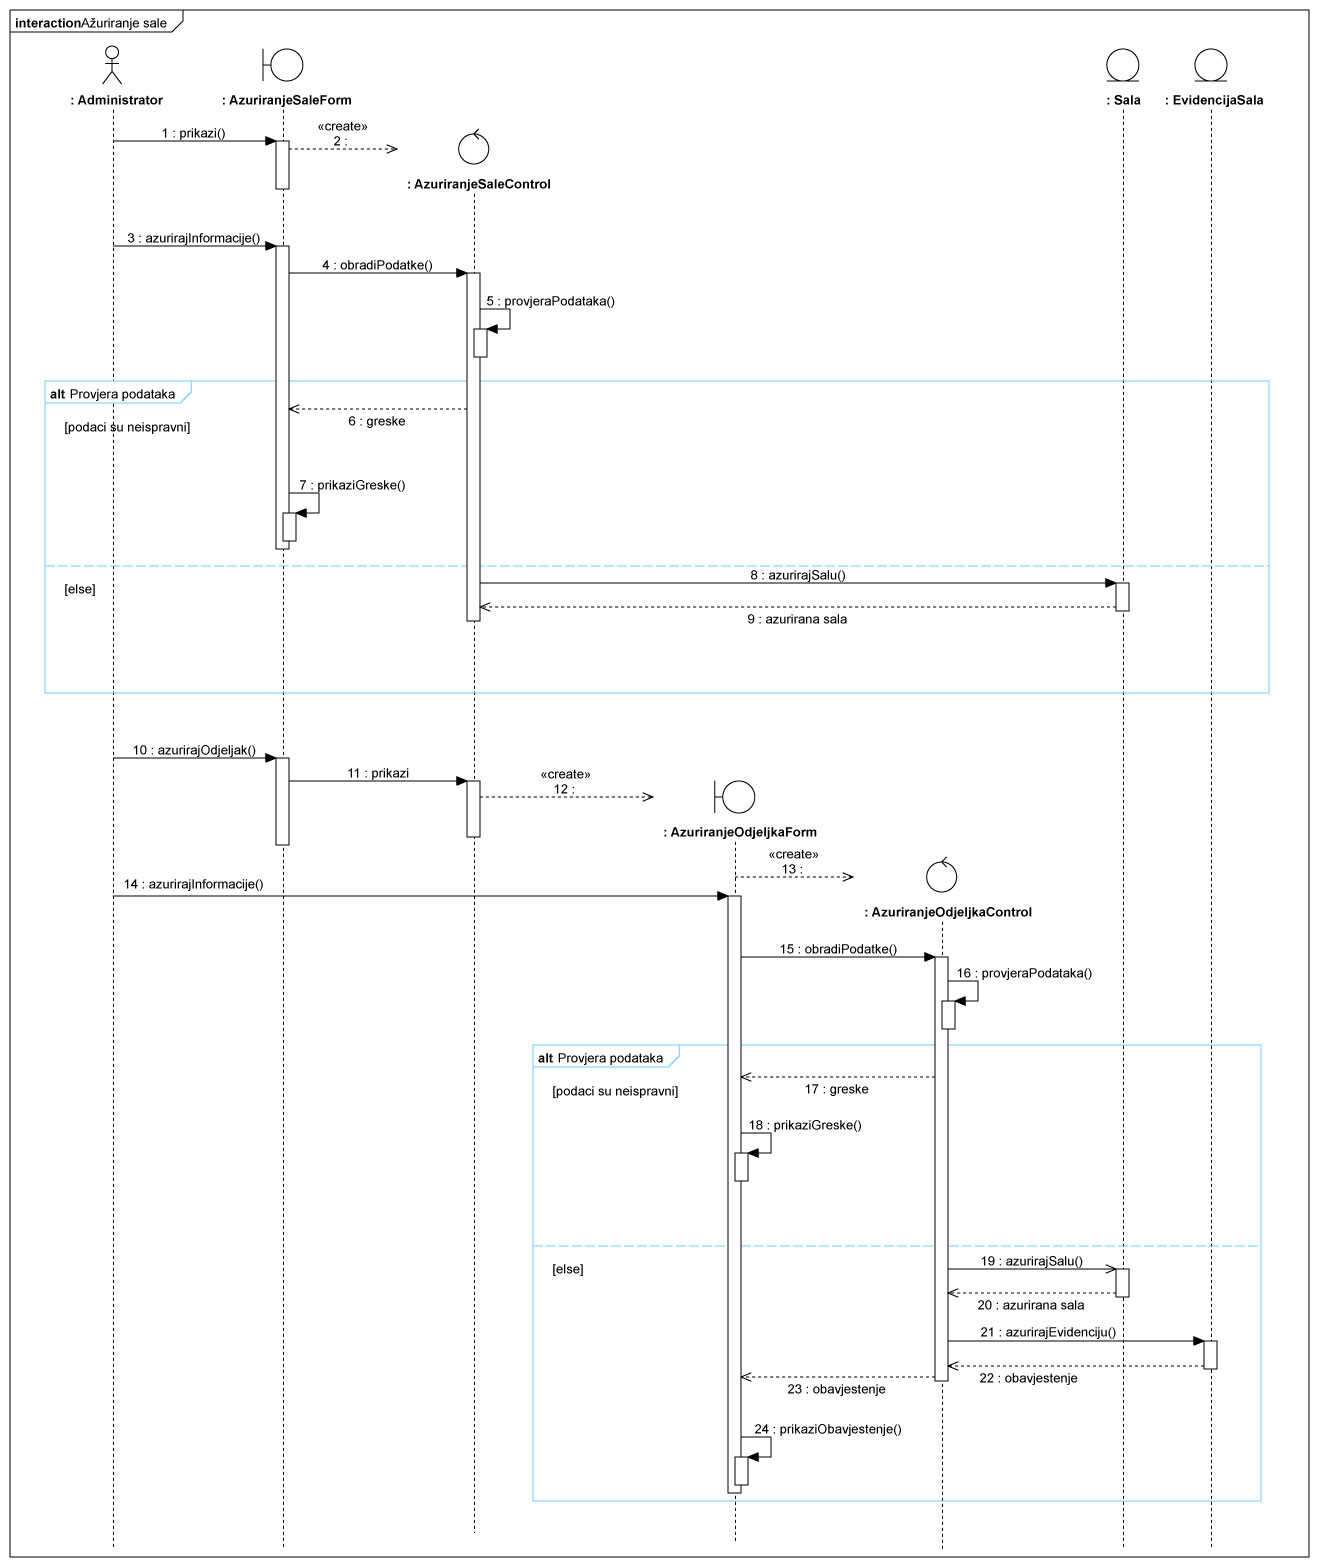 interactionAžuriranje sale
: Administrator
: AzuriranjeSaleForm
: Sala
: EvidencijaSala
1 : prikazi()
«create»
2 :
: AzuriranjeSaleControl
3 : azurirajInformacije()
4 : obradiPodatke()
5 : provjeraPodataka()
alt Provjera podataka
6 : greske
[podaci su neispravni]
7 : prikaziGreske()
8 : azurirajSalu()
[else]
9 : azurirana sala
10 : azurirajOdjeljak()
11 : prikazi
«create»
12 :
: AzuriranjeOdjeljkaForm
«create»
13 :
14 : azurirajInformacije()
: AzuriranjeOdjeljkaControl
15 : obradiPodatke()
16 : provjeraPodataka()
alt Provjera podataka
17 : greske
[podaci su neispravni]
18 : prikaziGreske()
19 : azurirajSalu()
[else]
20 : azurirana sala
21 : azurirajEvidenciju()
22 : obavjestenje
23 : obavjestenje
24 : prikaziObavjestenje()